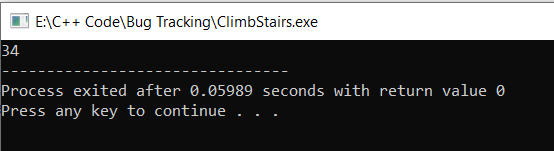 E:\C++ Code\Bug Tracking\ClimbStairs.exe
34
--------------------------------
Process exited after 0.05989 seconds with return value 0
Press any key to continue . . .